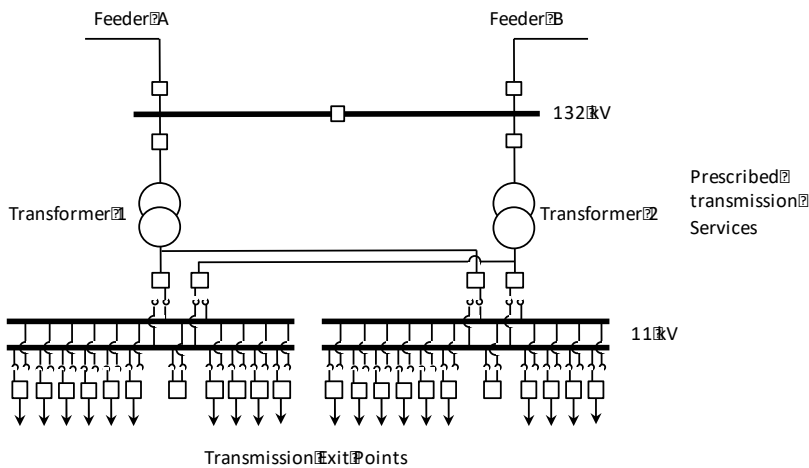 Feeder A
Feeder B
132 kV
Transformer 1
Transformer 2
Prescribed
transmission
Services
11 kV
Transmission Exit Points